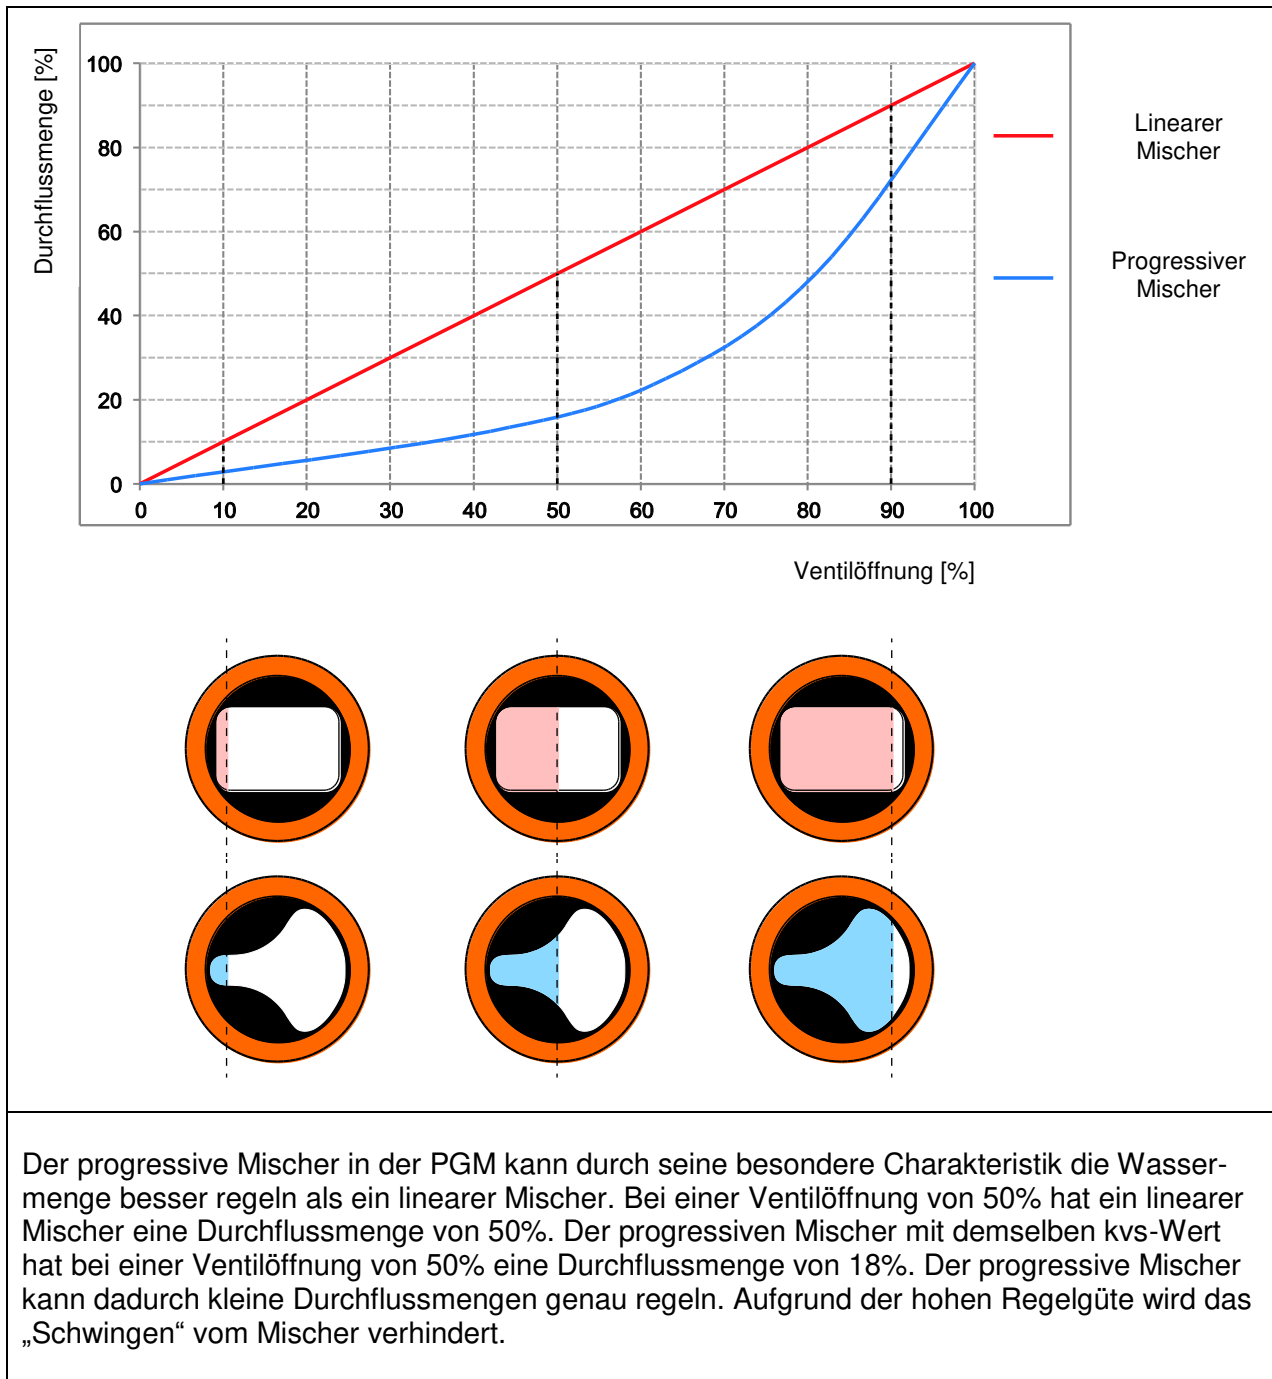 Durchflussmenge [%]
100
80
60
40
20
0
0 10 20 30 40 50 60 70 80 90 100
Linearer
Mischer
Progressiver
Mischer
Ventilöffnung [%]
Der progressive Mischer in der PGM kann durch seine besondere Charakteristik die Wasser-
menge besser regeln als ein linearer Mischer. Bei einer Ventilöffnung von 50% hat ein linearer
Mischer eine Durchflussmenge von 50%. Der progressiven Mischer mit demselben kvs-Wert
hat bei einer Ventilöffnung von 50% eine Durchflussmenge von 18%. Der progressive Mischer
kann dadurch kleine Durchflussmengen genau regeln. Aufgrund der hohen Regelgüte wird das
„Schwingen“ vom Mischer verhindert.